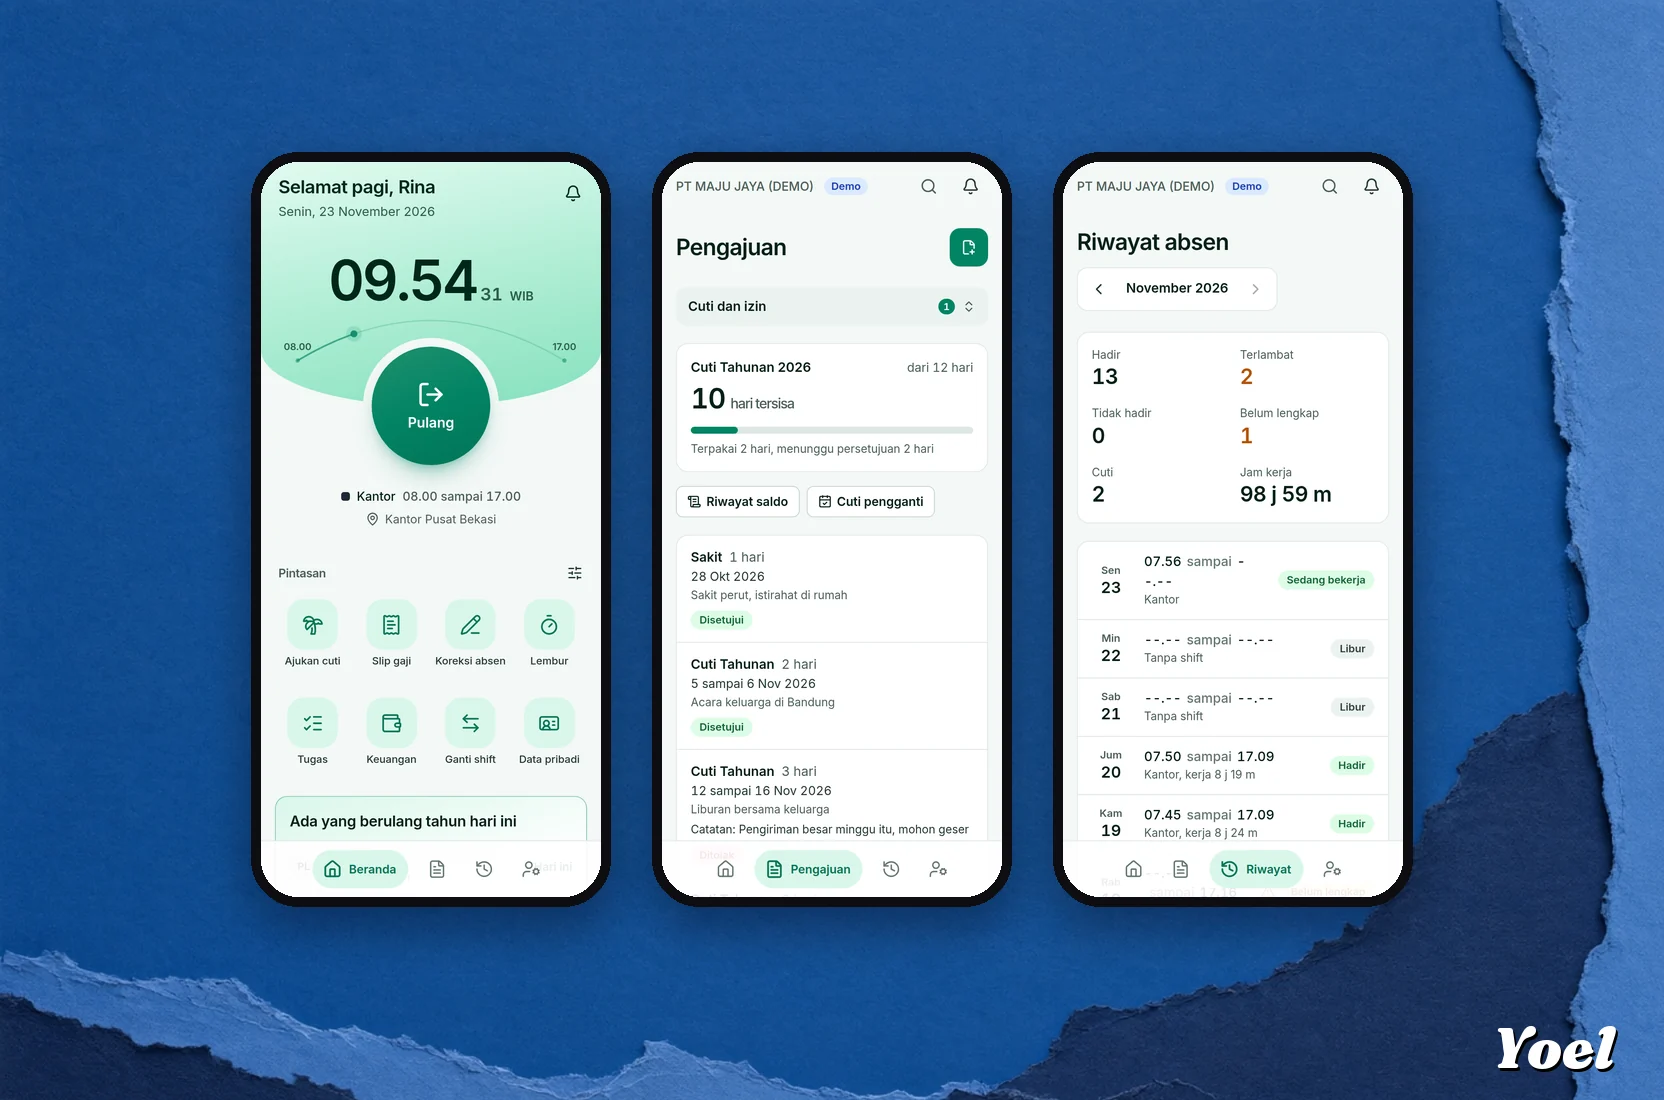 Selamat pagi, Rina
Senin, 23 November 2026
09.54 31 WIB
08.00
17.00
Pulang
Kantor 08.00 sampai 17.00
Kantor Pusat Bekasi
Pintasan
Ajukan cuti
Slip gaji
Koreksi absen
Lembur
Tugas
Keuangan
Ganti shift
Data pribadi
Ada yang berulang tahun hari ini
Beranda
PT MAJU JAYA (DEMO) Demo
Pengajuan
Cuti dan izin 1
Cuti Tahunan 2026 dari 12 hari
10 hari tersisa
Terpakai 2 hari, menunggu persetujuan 2 hari
Riwayat saldo
Cuti pengganti
Sakit 1 hari
28 Okt 2026
Sakit perut, istirahat di rumah
Disetujui
Cuti Tahunan 2 hari
5 sampai 6 Nov 2026
Acara keluarga di Bandung
Disetujui
Cuti Tahunan 3 hari
12 sampai 16 Nov 2026
Liburan bersama keluarga
Catatan: Pengiriman besar minggu itu, mohon geser
Ditolak
Pengajuan
PT MAJU JAYA (DEMO) Demo
Riwayat absen
November 2026
Hadir
13
Terlambat
2
Tidak hadir
0
Belum lengkap
1
Cuti
2
Jam kerja
98 j 59 m
Sen
23
07.56 sampai -
-.--
Kantor
Sedang bekerja
Min
22
--.-- sampai --.--
Tanpa shift
Libur
Sab
21
--.-- sampai --.--
Tanpa shift
Libur
Jum
20
07.50 sampai 17.09
Kantor, kerja 8 j 19 m
Hadir
Kam
19
07.45 sampai 17.09
Kantor, kerja 8 j 24 m
Hadir
Rab
sampai 17.16
Belum lengkap
Riwayat
Yoel